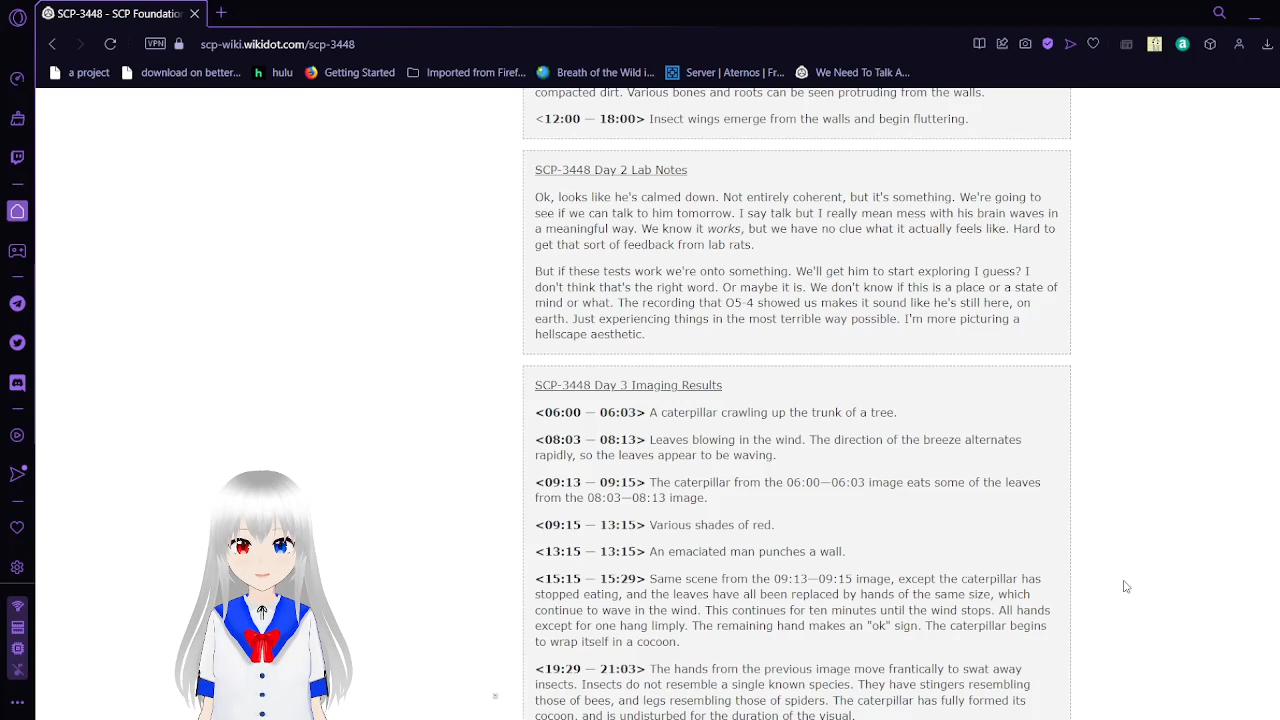 SCP-3448 - SCP Foundation
VPN
scp-wiki.wikidot.com/scp-3448
a
a project
download on better...
h
hulu
Getting Started
Imported from Firef...
Breath of the Wild i...
Server | Aternos | Fr...
We Need To Talk A...
compacted dirt. Various bones and roots can be seen protruding from the walls.
<12:00 — 18:00> Insect wings emerge from the walls and begin fluttering.
SCP-3448 Day 2 Lab Notes
Ok, looks like he's calmed down. Not entirely coherent, but it's something. We're going to
see if we can talk to him tomorrow. I say talk but I really mean mess with his brain waves in
a meaningful way. We know it works, but we have no clue what it actually feels like. Hard to
get that sort of feedback from lab rats.
But if these tests work we're onto something. We'll get him to start exploring I guess? I
don't think that's the right word. Or maybe it is. We don't know if this is a place or a state of
mind or what. The recording that O5-4 showed us makes it sound like he's still here, on
earth. Just experiencing things in the most terrible way possible. I'm more picturing a
hellscape aesthetic.
SCP-3448 Day 3 Imaging Results
<06:00 — 06:03> A caterpillar crawling up the trunk of a tree.
<08:03 — 08:13> Leaves blowing in the wind. The direction of the breeze alternates
rapidly, so the leaves appear to be waving.
<09:13 — 09:15> The caterpillar from the 06:00—06:03 image eats some of the leaves
from the 08:03—08:13 image.
<09:15 — 13:15> Various shades of red.
<13:15 — 13:15> An emaciated man punches a wall.
<15:15 — 15:29> Same scene from the 09:13—09:15 image, except the caterpillar has
stopped eating, and the leaves have all been replaced by hands of the same size, which
continue to wave in the wind. This continues for ten minutes until the wind stops. All hands
except for one hang limply. The remaining hand makes an "ok" sign. The caterpillar begins
to wrap itself in a cocoon.
<19:29 — 21:03> The hands from the previous image move frantically to swat away
insects. Insects do not resemble a single known species. They have stingers resembling
those of bees, and legs resembling those of spiders. The caterpillar has fully formed its
cocoon, and is undisturbed for the duration of the visual.